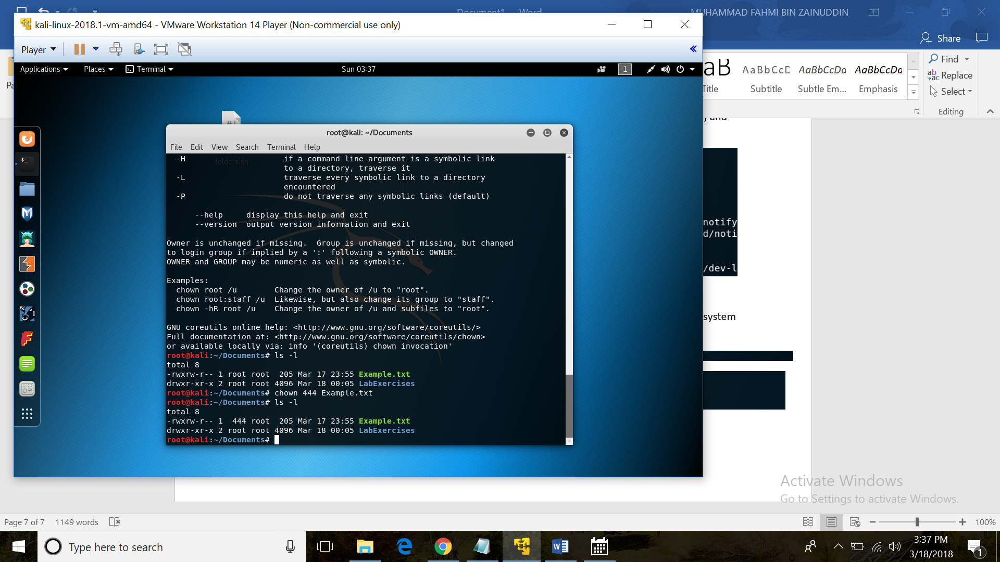 Document1 - Word
MUHAMMAD FAHMI BIN ZAINUDDIN
kali-linux-2018.1-vm-amd64 - VMware Workstation 14 Player (Non-commercial use only)
Share
Player
Applications
Places
Terminal
Sun 03:37
1
Pa
Find
Replace
Select
Editing
aB
Title
AaBbCcD
Subtitle
AaBbCcDa
Subtle Em...
AaBbCcDa
Emphasis
) and
root@kali: ~/Documents
File Edit View Search Terminal Help
folders.sh
-H if a command line argument is a symbolic link
to a directory, traverse it
-L traverse every symbolic link to a directory
encountered
-P do not traverse any symbolic links (default)
--help display this help and exit
--version output version information and exit
Owner is unchanged if missing. Group is unchanged if missing, but changed
to login group if implied by a ':' following a symbolic OWNER.
OWNER and GROUP may be numeric as well as symbolic.
Examples:
chown root /u Change the owner of /u to "root".
chown root:staff /u Likewise, but also change its group to "staff".
chown -hR root /u Change the owner of /u and subfiles to "root".
GNU coreutils online help: <http://www.gnu.org/software/coreutils/>
Full documentation at: <http://www.gnu.org/software/coreutils/chown>
or available locally via: info '(coreutils) chown invocation'
root@kali:~/Documents# ls -l
total 8
-rwxrw-r-- 1 root root 205 Mar 17 23:55 Example.txt
drwxr-xr-x 2 root root 4096 Mar 18 00:05 LabExercises
root@kali:~/Documents# chown 444 Example.txt
root@kali:~/Documents# ls -l
total 8
-rwxrw-r-- 1 444 root 205 Mar 17 23:55 Example.txt
drwxr-xr-x 2 root root 4096 Mar 18 00:05 LabExercises
root@kali:~/Documents#
notify
d/noti
/dev-l
system
Activate Windows
Go to Settings to activate Windows.
Page 7 of 7 1149 words
100%
Type here to search
3:37 PM
3/18/2018
1